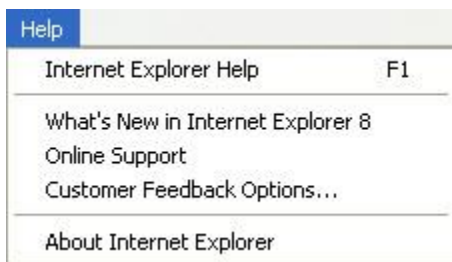 Help
Internet Explorer Help F1
What's New in Internet Explorer 8
Online Support
Customer Feedback Options...
About Internet Explorer